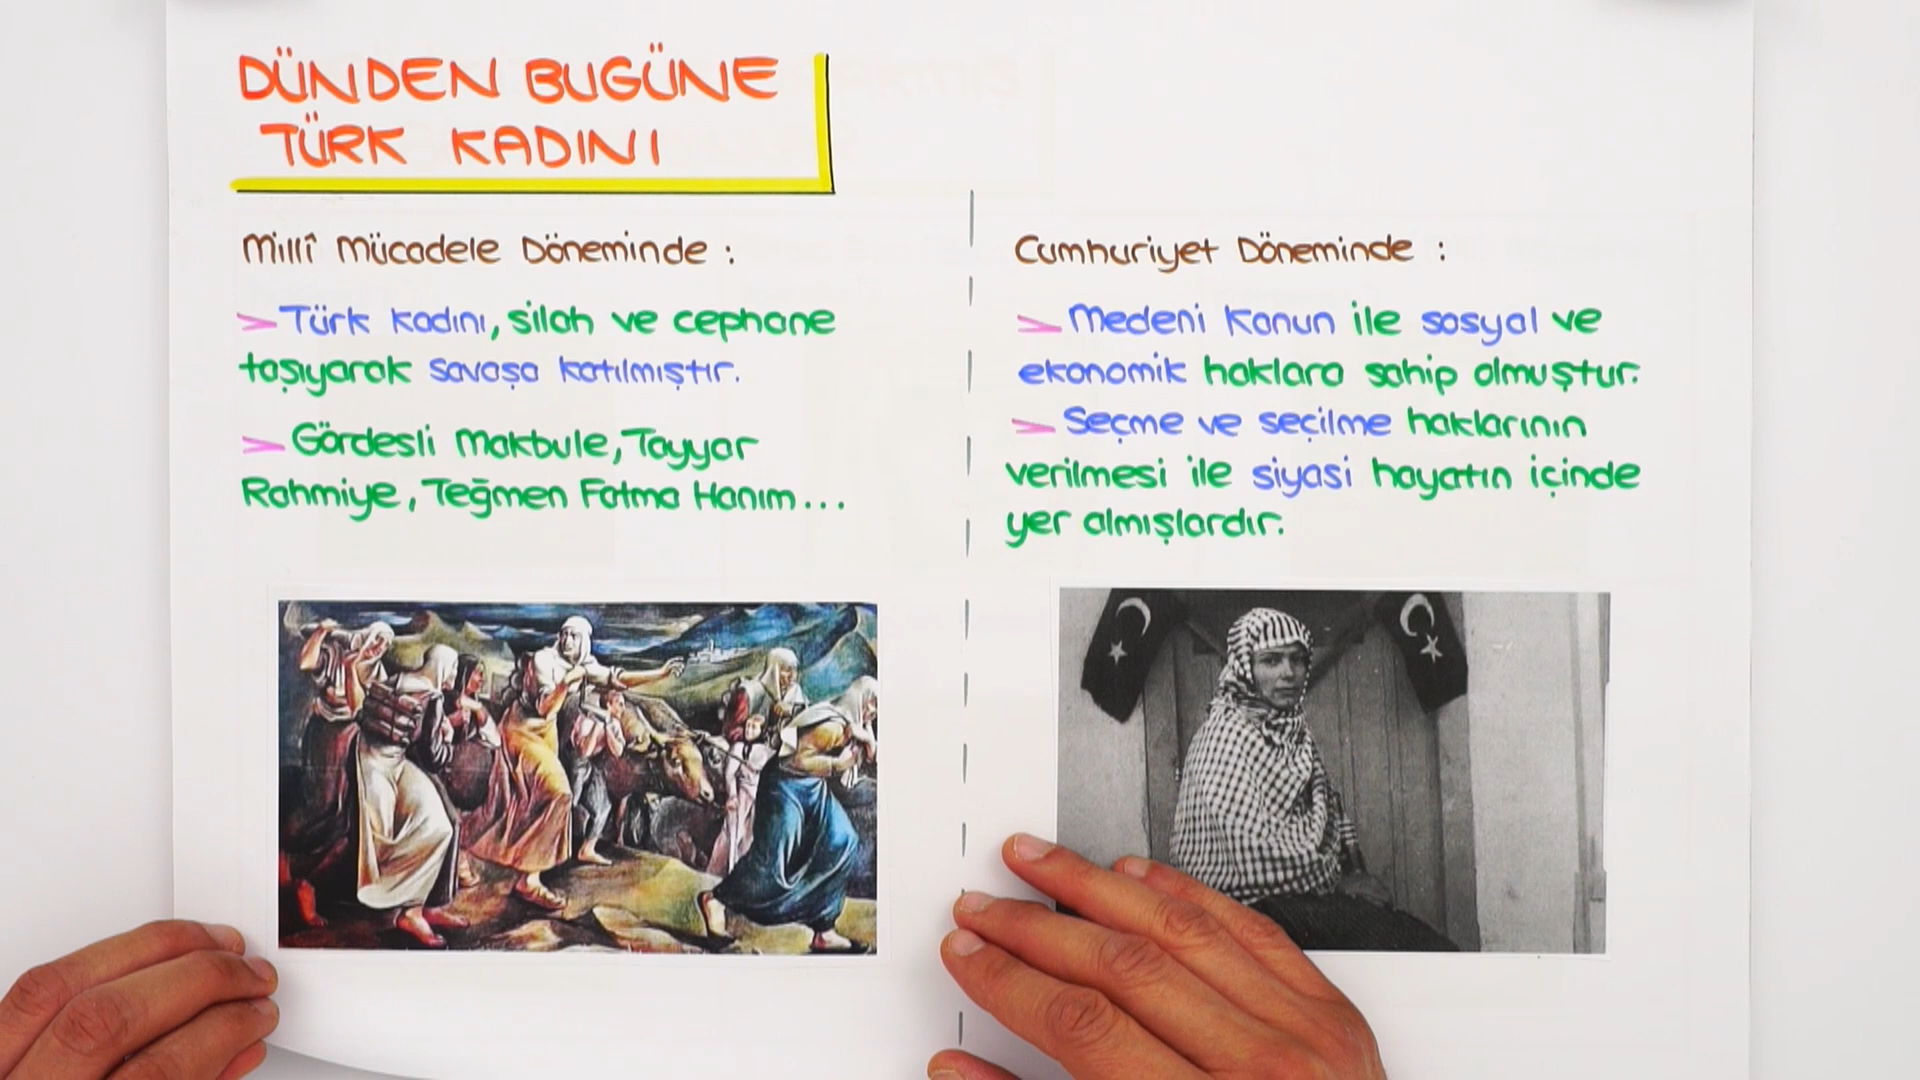 DÜNDEN BUGÜNE
TÜRK KADINI
Millî Mücadele Döneminde :
Türk kadını, silah ve cephane
taşıyarak savaşa katılmıştır.
Gördesli Makbule, Tayyar
Rahmiye, Teğmen Fatma Hanım...
Cumhuriyet Döneminde :
Medeni Kanun ile sosyal ve
ekonomik haklara sahip olmuştur.
Seçme ve seçilme haklarının
verilmesi ile siyasi hayatın içinde
yer almışlardır.